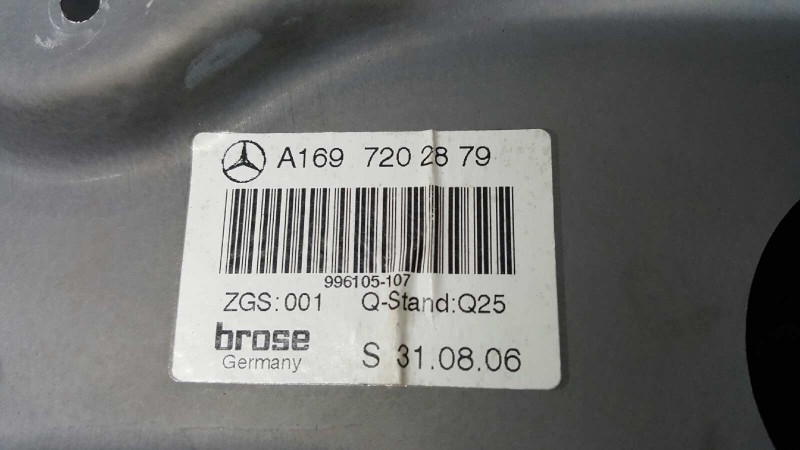 A169 720 28 79
996105-107
ZGS:001 Q-Stand:Q25
brose
Germany S 31.08.06